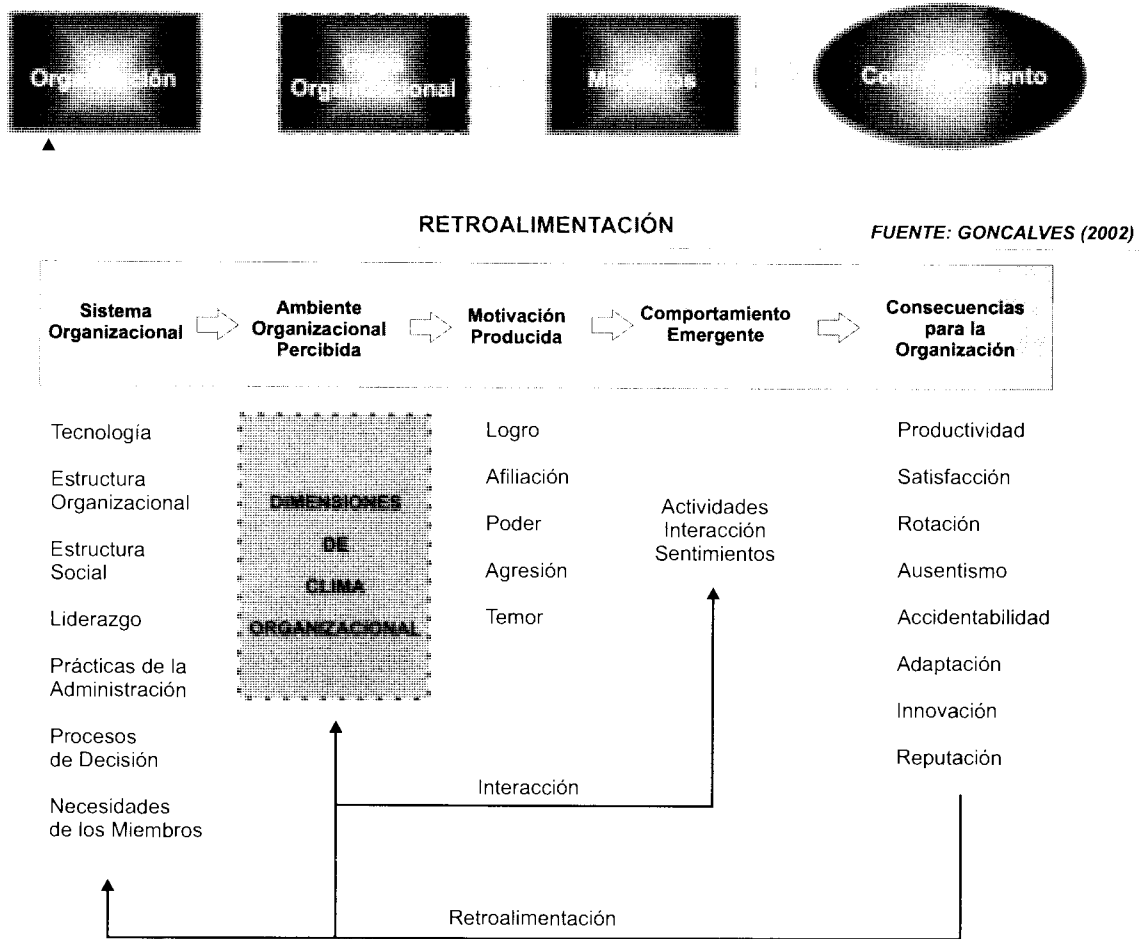 Organización
Organizacional
Comportamiento
RETROALIMENTACIÓN
FUENTE: GONCALVES (2002)
Sistema
Organizacional
Ambiente
Organizacional
Percibida
Motivación
Producida
Comportamiento
Emergente
Consecuencias
para la
Organización
Tecnología
Estructura
Organizacional
Estructura
Social
Liderazgo
Prácticas de la
Administración
Procesos
de Decisión
Necesidades
de los Miembros
DIMENSIONES
DE
CLIMA
ORGANIZACIONAL
Logro
Afiliación
Poder
Agresión
Temor
Actividades
Interacción
Sentimientos
Productividad
Satisfacción
Rotación
Ausentismo
Accidentabilidad
Adaptación
Innovación
Reputación
Interacción
Retroalimentación